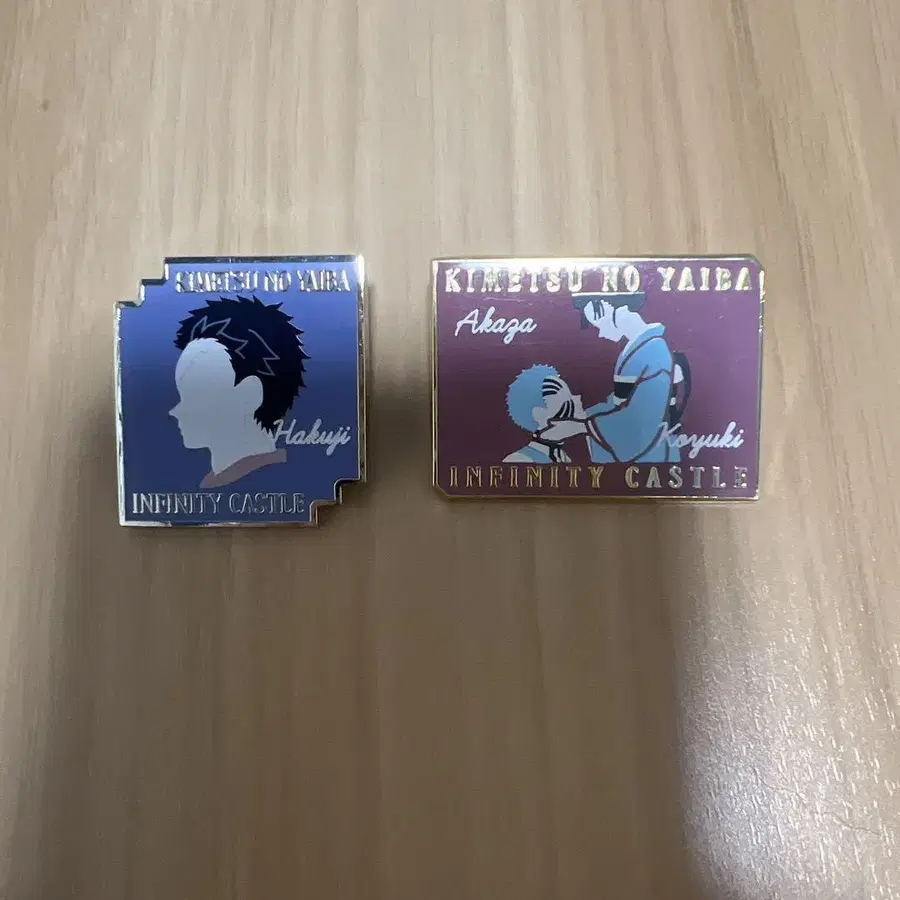 KIMETSU NO YAIBA
Hakuji
INFINITY CASTLE
KIMETSU NO YAIBA
Akaza
Koyuki
INFINITY CASTLE